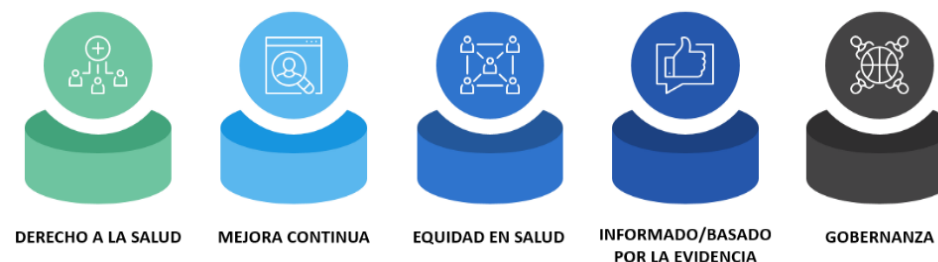 DERECHO A LA SALUD
MEJORA CONTINUA
EQUIDAD EN SALUD
INFORMADO/BASADO
POR LA EVIDENCIA
GOBERNANZA